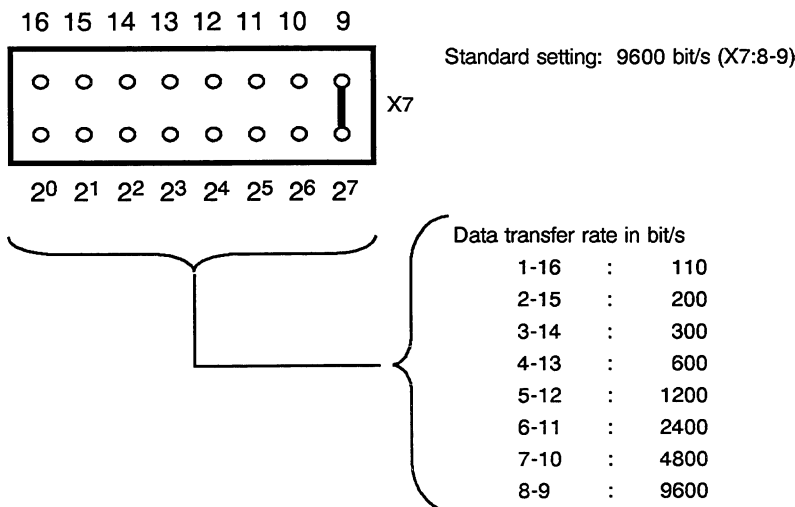 16 15 14 13 12 11 10 9
Standard setting: 9600 bit/s (X7:8-9)
X7
2⁰ 2¹ 2² 2³ 2⁴ 2⁵ 2⁶ 2⁷
Data transfer rate in bit/s
1-16 : 110
2-15 : 200
3-14 : 300
4-13 : 600
5-12 : 1200
6-11 : 2400
7-10 : 4800
8-9 : 9600